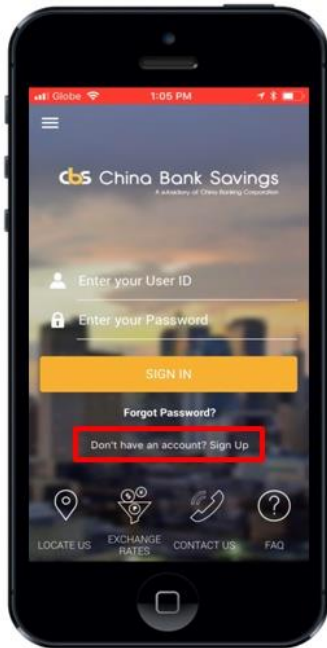 Globe 1:05 PM
cbs China Bank Savings
A subsidiary of China Banking Corporation
Enter your User ID
Enter your Password
SIGN IN
Forgot Password?
Don't have an account? Sign Up
LOCATE US EXCHANGE RATES CONTACT US FAQ